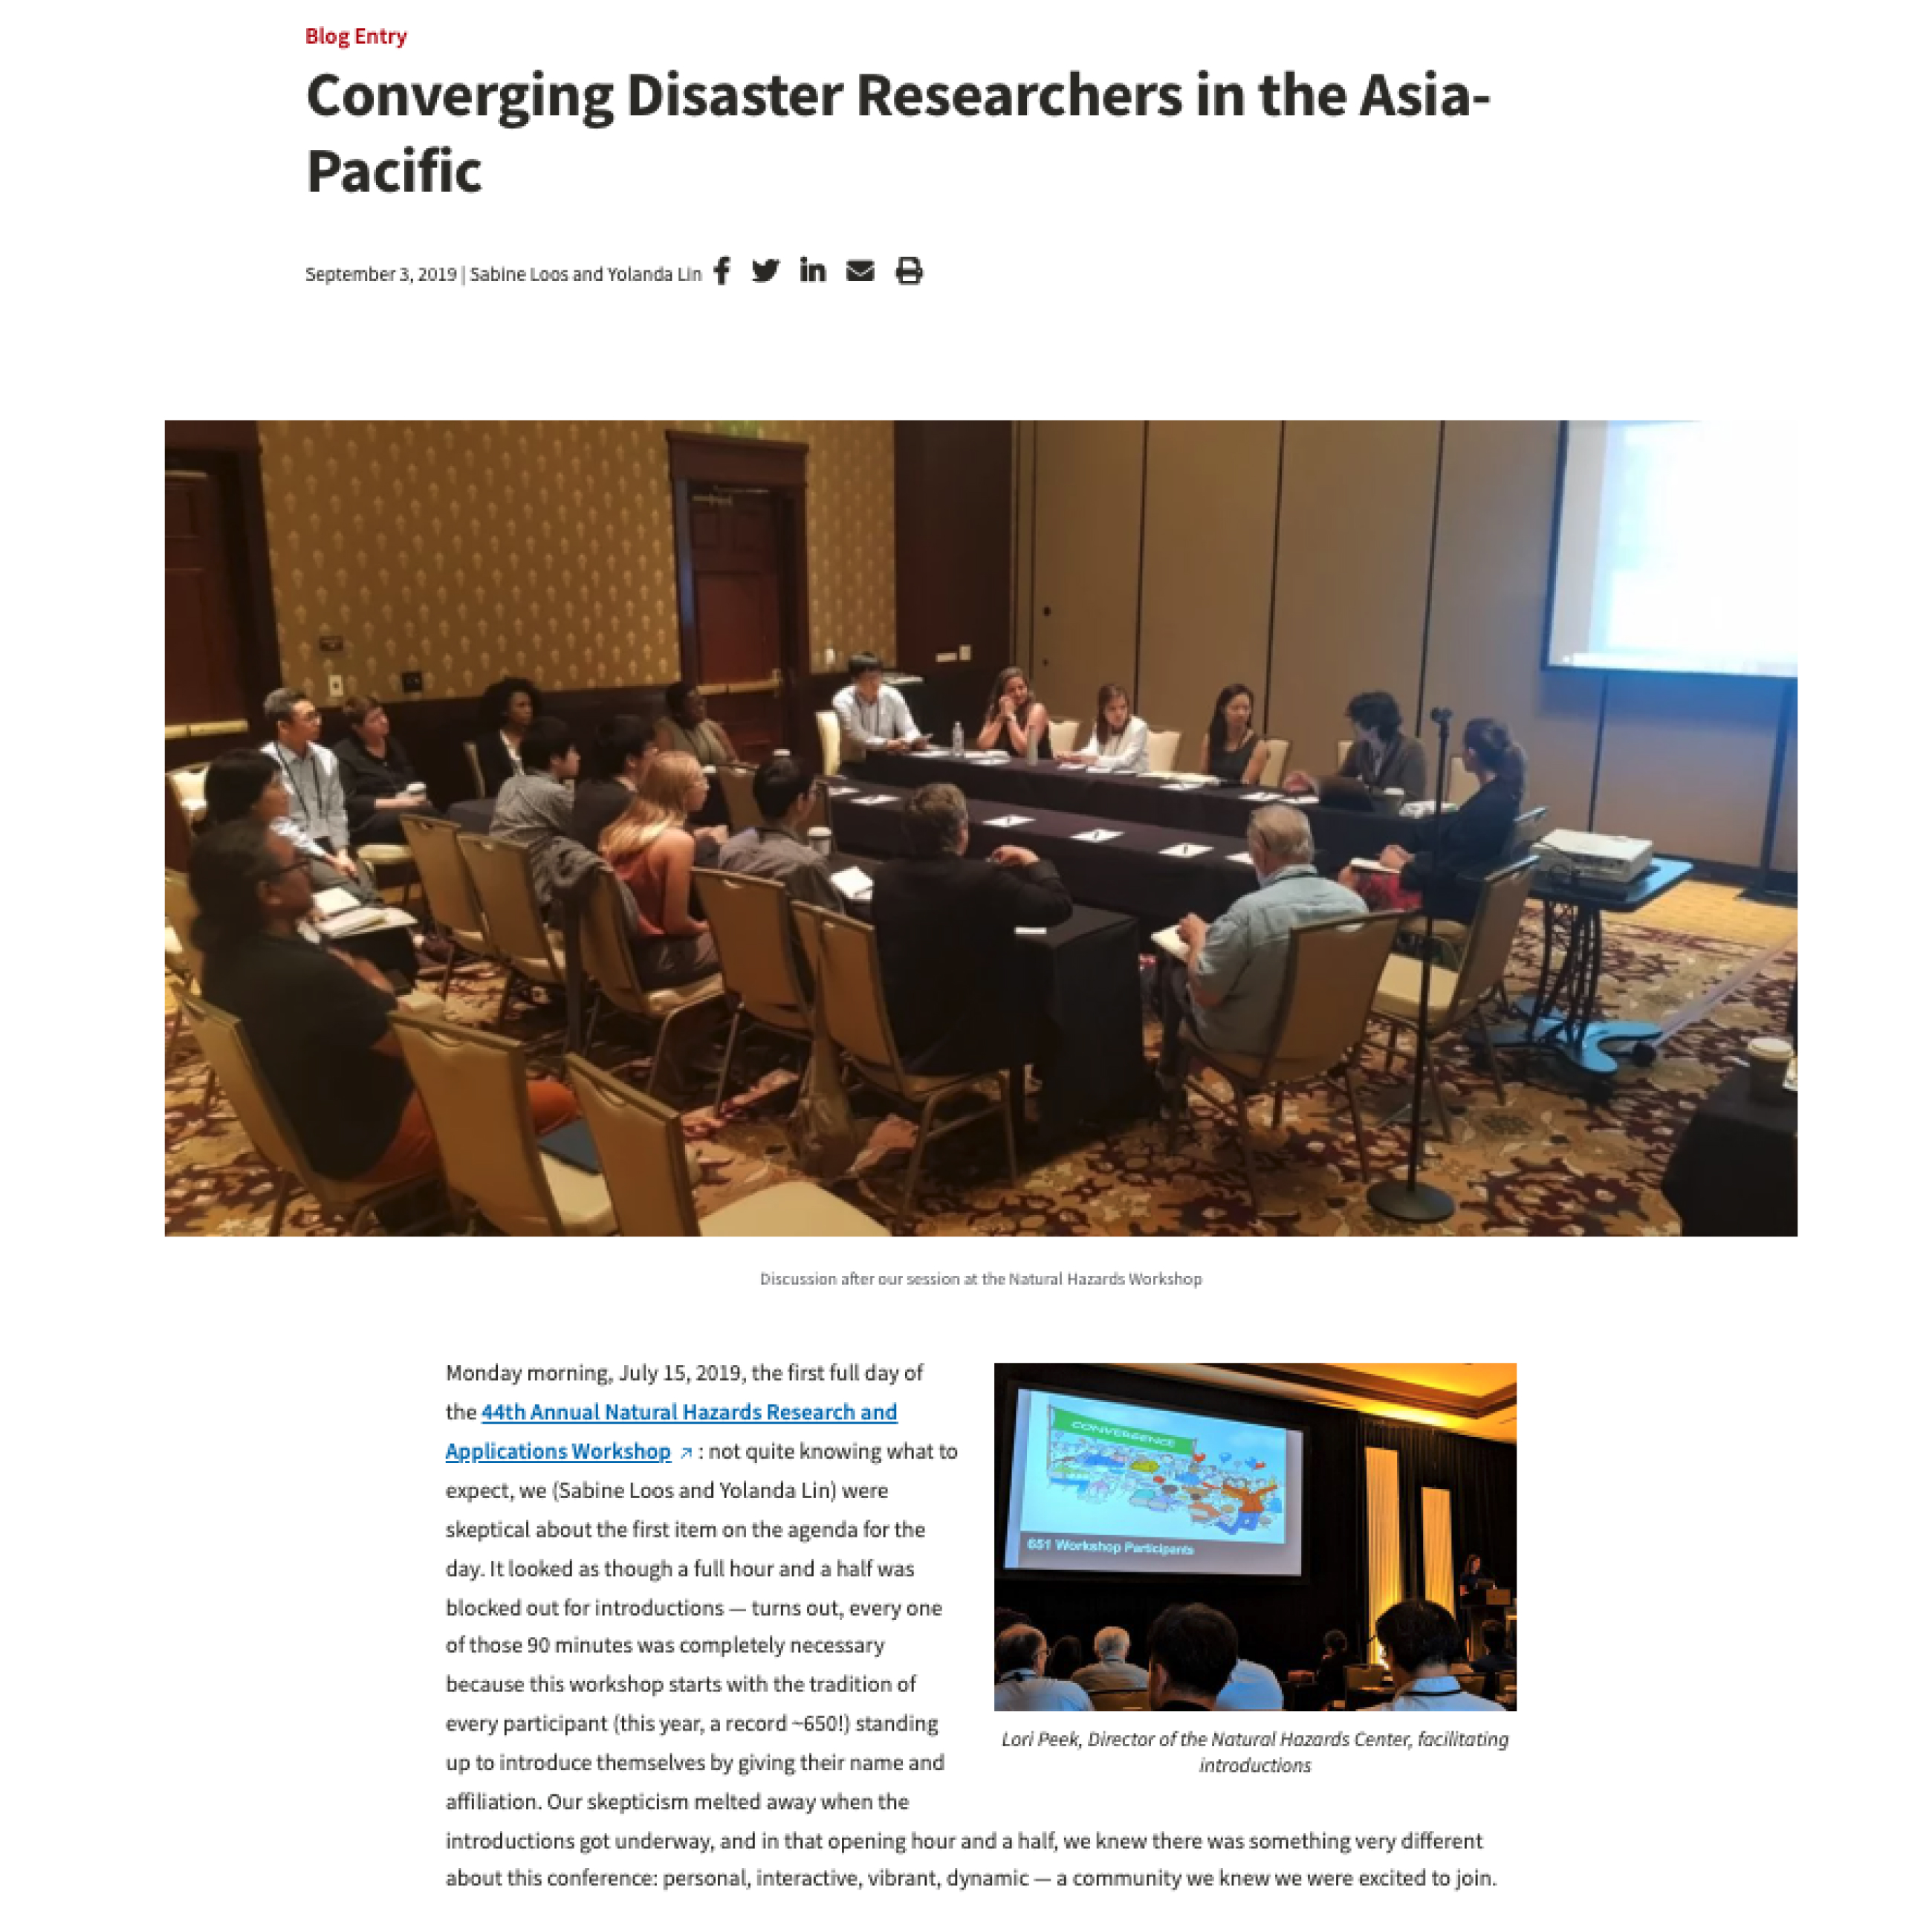 Blog Entry
Converging Disaster Researchers in the Asia-
Pacific
September 3, 2019 | Sabine Loos and Yolanda Lin
Discussion after our session at the Natural Hazards Workshop
Monday morning, July 15, 2019, the first full day of
the 44th Annual Natural Hazards Research and
Applications Workshop : not quite knowing what to
expect, we (Sabine Loos and Yolanda Lin) were
skeptical about the first item on the agenda for the
day. It looked as though a full hour and a half was
blocked out for introductions — turns out, every one
of those 90 minutes was completely necessary
because this workshop starts with the tradition of
every participant (this year, a record ~650!) standing
up to introduce themselves by giving their name and
affiliation. Our skepticism melted away when the
introductions got underway, and in that opening hour and a half, we knew there was something very different
about this conference: personal, interactive, vibrant, dynamic — a community we knew we were excited to join.
CONVERGENCE
651 Workshop Participants
Lori Peek, Director of the Natural Hazards Center, facilitating
introductions